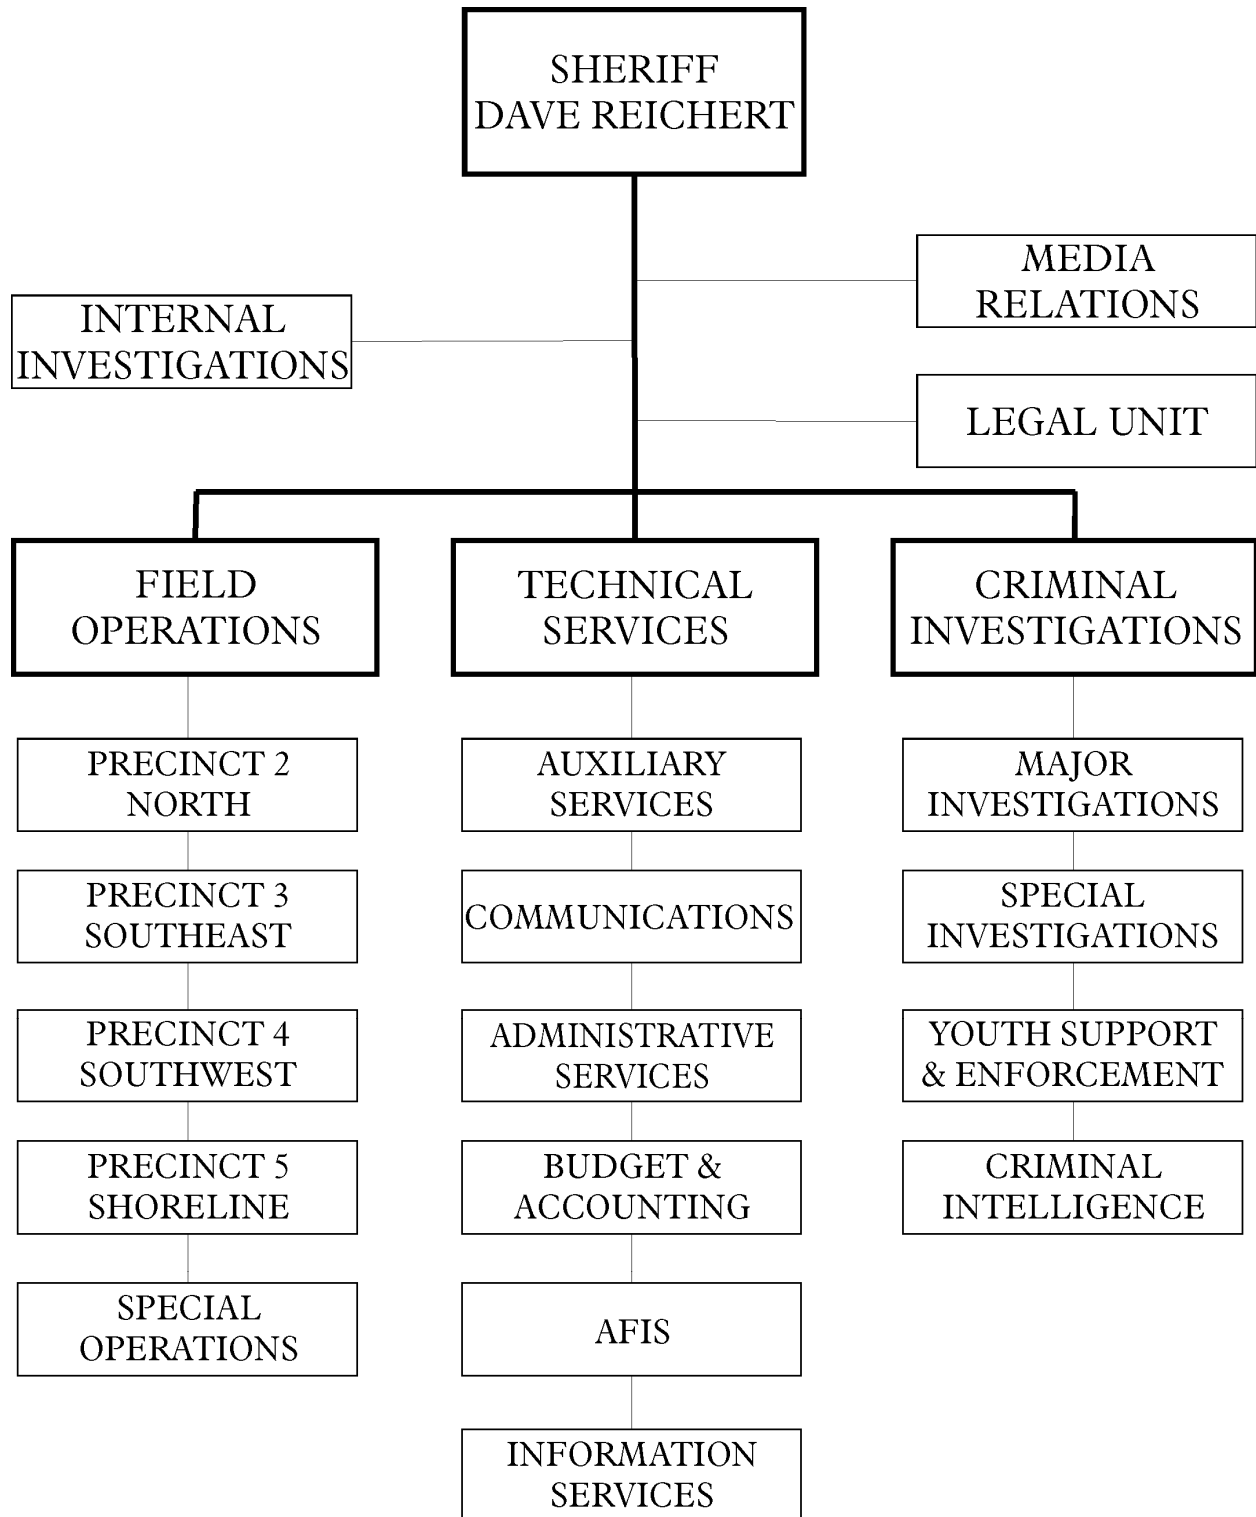 SHERIFF
DAVE REICHERT
MEDIA
RELATIONS
INTERNAL
INVESTIGATIONS
LEGAL UNIT
FIELD
OPERATIONS
TECHNICAL
SERVICES
CRIMINAL
INVESTIGATIONS
PRECINCT 2
NORTH
AUXILIARY
SERVICES
MAJOR
INVESTIGATIONS
PRECINCT 3
SOUTHEAST
COMMUNICATIONS
SPECIAL
INVESTIGATIONS
PRECINCT 4
SOUTHWEST
ADMINISTRATIVE
SERVICES
YOUTH SUPPORT
& ENFORCEMENT
PRECINCT 5
SHORELINE
BUDGET &
ACCOUNTING
CRIMINAL
INTELLIGENCE
SPECIAL
OPERATIONS
AFIS
INFORMATION
SERVICES